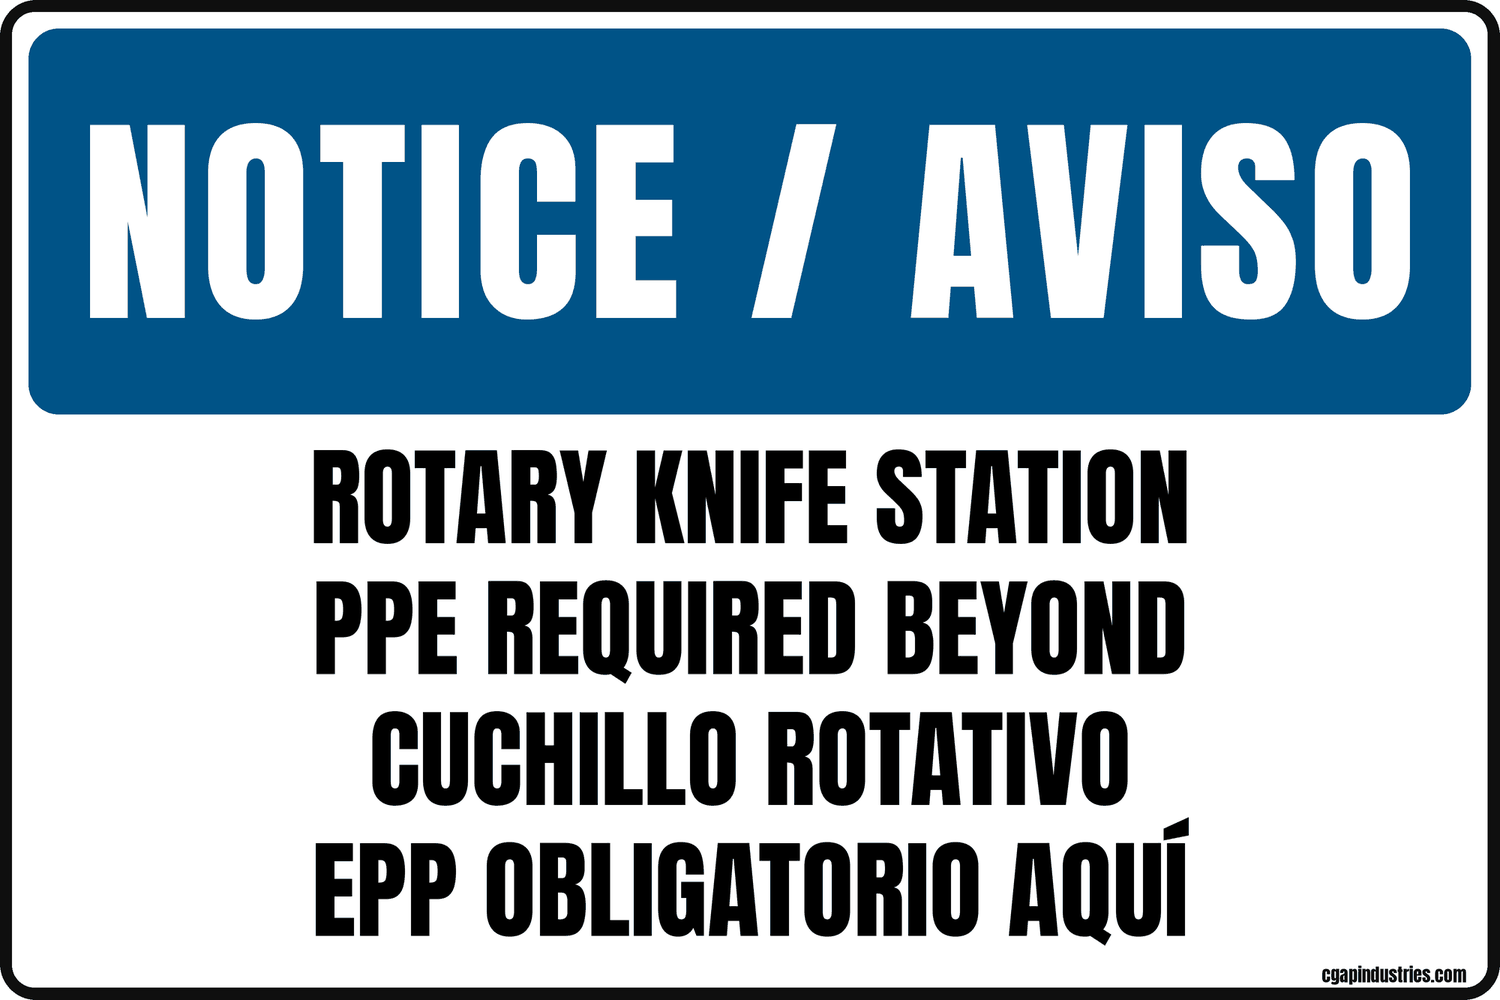 NOTICE / AVISO
ROTARY KNIFE STATION
PPE REQUIRED BEYOND
CUCHILLO ROTATIVO
EPP OBLIGATORIO AQUÍ
cgapindustries.com